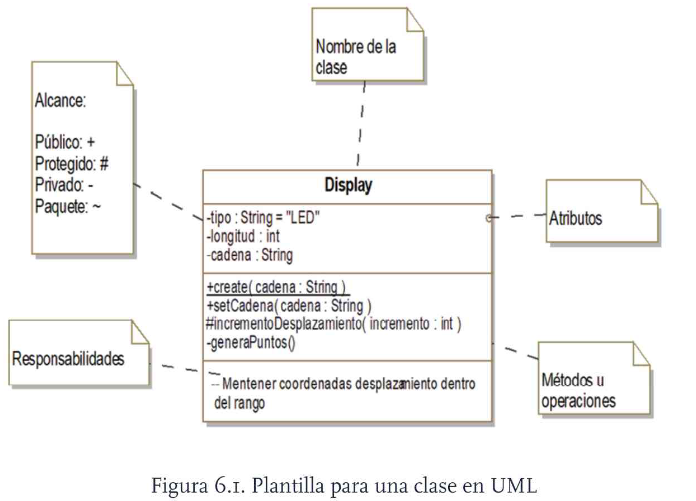 Nombre de la
clase
Alcance:
Público: +
Protegido: #
Privado: -
Paquete: ~
Display
-tipo : String = "LED"
-longitud : int
-cadena : String
Atributos
+create( cadena : String )
+setCadena( cadena : String )
#incrementoDesplazamiento( incremento : int )
-generaPuntos()
Responsabilidades
-- Mentener coordenadas desplazamiento dentro
del rango
Métodos u
operaciones
Figura 6.1. Plantilla para una clase en UML